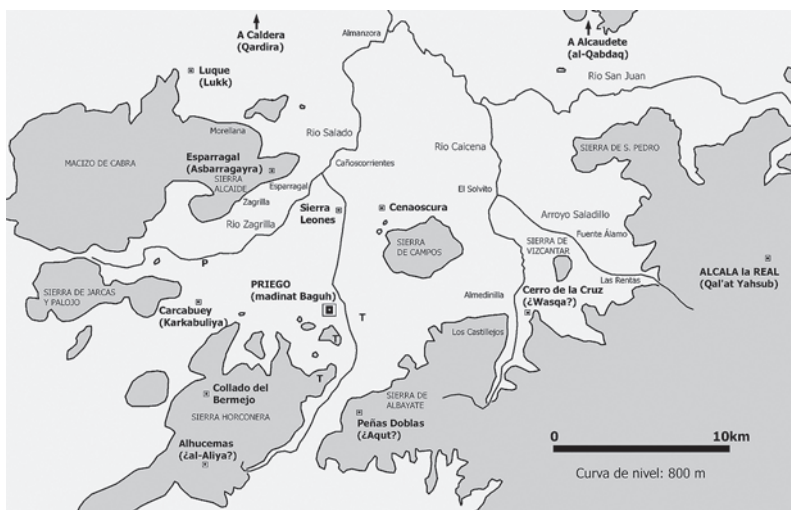 A Caldera
(Qardira)
Almanzora
A Alcaudete
(al-Qabdaq)
Luque
(Lukk)
Rio San Juan
Morellana
Rio Salado
Rio Caicena
MACIZO DE CABRA
SIERRA DE S. PEDRO
Esparragal
(Asbarragayra)
Cañoscorrientes
SIERRA
ALCAIDE
Esparragal
El Solvito
Zagrilla
Sierra
Leones
Cenaoscura
Arroyo Saladillo
Rio Zagrilla
Fuente Álamo
SIERRA
DE CAMPOS
SIERRA DE
VIZCANTAR
P
ALCALA la REAL
(Qal'at Yahsub)
SIERRA DE JARCAS
Y PALOJO
PRIEGO
(madinat Baguh)
Las Rentas
Cerro de la Cruz
(¿Wasqa?)
Almedinilla
Carcabuey
(Karkabuliya)
T
Los Castillejos
T
T
Collado del
Bermejo
SIERRA DE
ALBAYATE
SIERRA HORCONERA
Peñas Doblas
(¿Aqut?)
Alhucemas
(¿al-Aliya?)
0 10km
Curva de nivel: 800 m